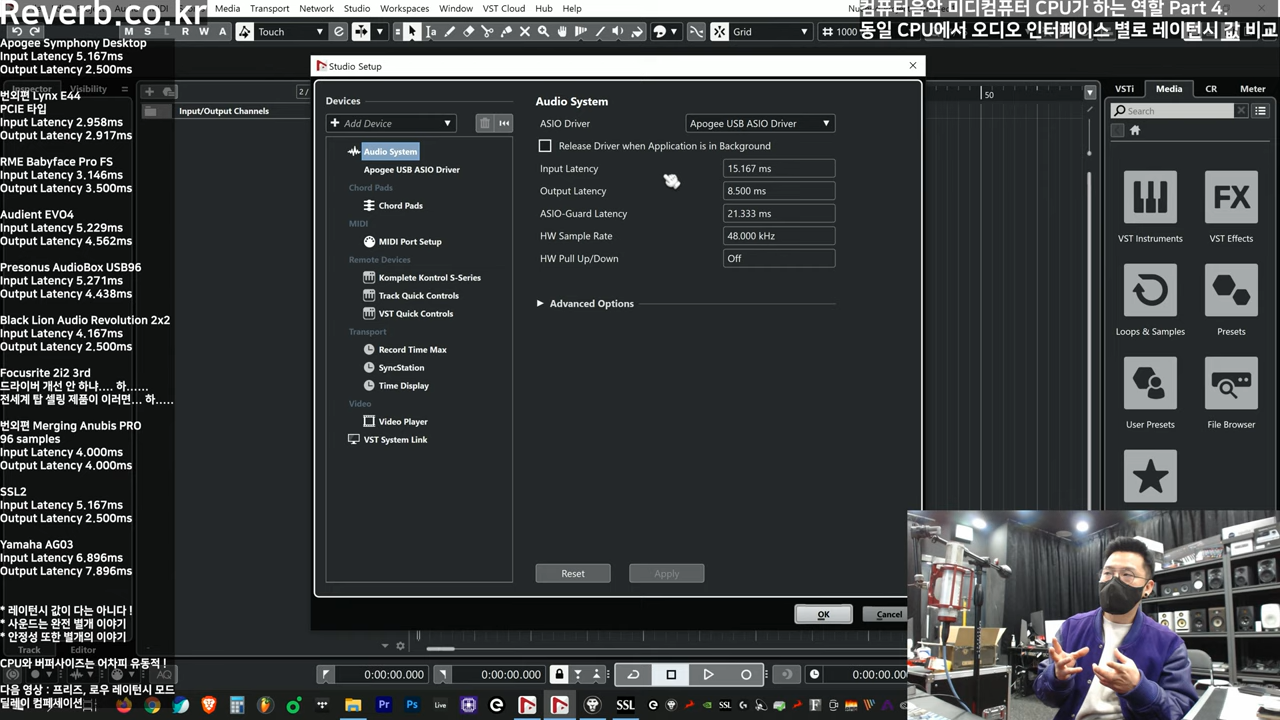 Reverb.co.kr
Media Transport Network Studio Workspaces Window VST Cloud Hub Help
컴퓨터음악 미디컴퓨터 CPU가 하는 역할 Part 4.
동일 CPU에서 오디오 인터페이스 별로 레이턴시 값 비교
M S L R W A Touch
Grid
1000
Apogee Symphony Desktop
Input Latency 5.167ms
Output Latency 2.500ms
번외편 Lynx E44
PCIE 타입
Input Latency 2.958ms
Output Latency 2.917ms
RME Babyface Pro FS
Input Latency 3.146ms
Output Latency 3.500ms
Audient EVO4
Input Latency 5.229ms
Output Latency 4.562ms
Presonus AudioBox USB96
Input Latency 5.271ms
Output Latency 4.438ms
Black Lion Audio Revolution 2x2
Input Latency 4.167ms
Output Latency 2.500ms
Focusrite 2i2 3rd
드라이버 개선 안 하냐.... 하......
전세계 탑 셀링 제품이 이러면... 하.....
번외편 Merging Anubis PRO
96 samples
Input Latency 4.000ms
Output Latency 4.000ms
SSL2
Input Latency 5.167ms
Output Latency 2.500ms
Yamaha AG03
Input Latency 6.896ms
Output Latency 7.896ms
* 레이턴시 값이 다는 아니다 !
* 사운드는 완전 별개 이야기
* 안정성 또한 별개의 이야기
CPU와 버퍼사이즈는 어차피 유동적 !
다음 영상 : 프리즈, 로우 레이턴시 모드
딜레이 컴페세이션
Inspector Visibility
Input/Output Channels
2 /
Track Editor
AQ
Studio Setup
Devices
Add Device
Audio System
Apogee USB ASIO Driver
Chord Pads
Chord Pads
MIDI
MIDI Port Setup
Remote Devices
Komplete Kontrol S-Series
Track Quick Controls
VST Quick Controls
Transport
Record Time Max
SyncStation
Time Display
Video
Video Player
VST System Link
Audio System
ASIO Driver Apogee USB ASIO Driver
Release Driver when Application is in Background
Input Latency 15.167 ms
Output Latency 8.500 ms
ASIO-Guard Latency 21.333 ms
HW Sample Rate 48.000 kHz
HW Pull Up/Down Off
Advanced Options
Reset Apply
OK Cancel
50
VSTi Media CR Meter
Search
VST Instruments
FX
VST Effects
Loops & Samples Presets
User Presets File Browser
0:00:00.000 0:00:00.000 0:00:00.00
Pr Ps Live SSL